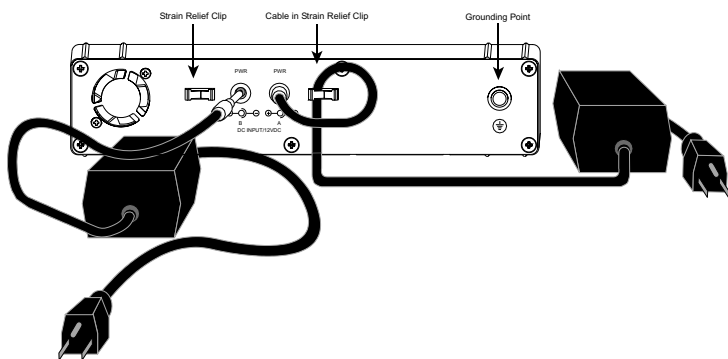 Strain Relief Clip
Cable in Strain Relief Clip
Grounding Point
PWR
PWR
B
A
DC INPUT/12VDC